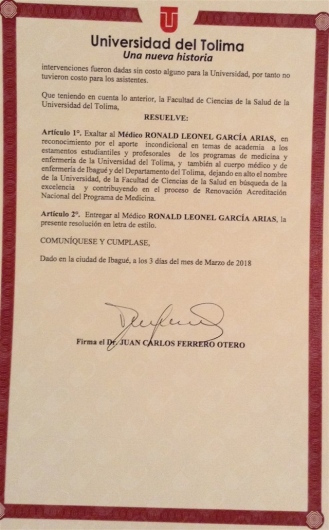 Universidad del Tolima
Una nueva historia
intervenciones fueron dadas sin costo alguno para la Universidad, por tanto no
tuvieron costo para los asistentes.
Que teniendo en cuenta lo anterior, la Facultad de Ciencias de la Salud de la
Universidad del Tolima,
RESUELVE:
Artículo 1°. Exaltar al Médico RONALD LEONEL GARCÍA ARIAS, en
reconocimiento por el aporte incondicional en temas de academia a los
estamentos estudiantiles y profesorales de los programas de medicina y
enfermería de la Universidad del Tolima, y también al cuerpo médico y de
enfermería de Ibagué y del Departamento del Tolima, dejando en alto el nombre
de la Universidad, de la Facultad de Ciencias de la Salud en búsqueda de la
excelencia y contribuyendo en el proceso de Renovación Acreditación
Nacional del Programa de Medicina.
Artículo 2°. Entregar al Médico RONALD LEONEL GARCÍA ARIAS, la
presente resolución en letra de estilo.
COMUNÍQUESE Y CUMPLASE,
Dado en la ciudad de Ibagué, a los 3 días del mes de Marzo de 2018
Firma el Dr. JUAN CARLOS FERRERO OTERO